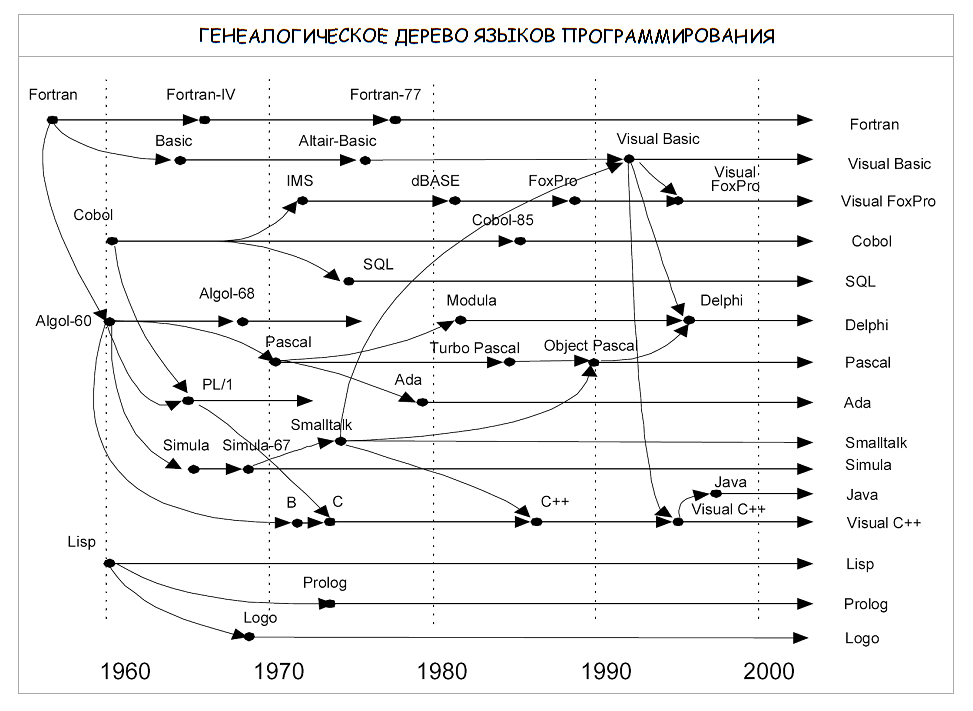 ГЕНЕАЛОГИЧЕСКОЕ ДЕРЕВО ЯЗЫКОВ ПРОГРАММИРОВАНИЯ
Fortran
Fortran-IV
Fortran-77
Fortran
Basic
Altair-Basic
Visual Basic
Visual Basic
IMS
dBASE
FoxPro
Visual
FoxPro
Visual FoxPro
Cobol
Cobol-85
Cobol
SQL
SQL
Algol-60
Algol-68
Modula
Delphi
Delphi
Pascal
Turbo Pascal
Object Pascal
Pascal
PL/1
Ada
Ada
Smalltalk
Smalltalk
Simula
Simula-67
Simula
Java
Java
B
C
C++
Visual C++
Visual C++
Lisp
Lisp
Prolog
Prolog
Logo
Logo
1960
1970
1980
1990
2000